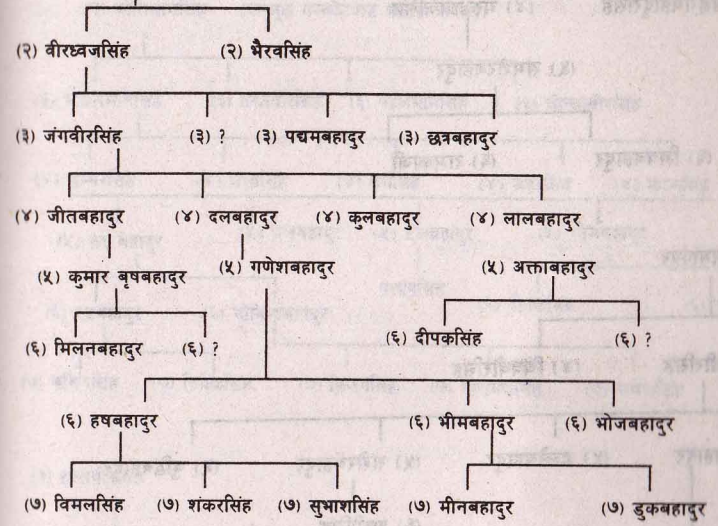 (२) वीरध्वजसिंह (२) भैरवसिंह
(३) जंगवीरसिंह (३) ? (३) पद्यमबहादुर (३) छत्रबहादुर
(४) जीतबहादुर (४) दलबहादुर (४) कुलबहादुर (४) लालबहादुर
(५) कुमार बृषबहादुर (५) गणेशबहादुर (५) अक्ताबहादुर
(६) मिलनबहादुर (६) ? (६) दीपकसिंह (६) ?
(६) हषबहादुर (६) भीमबहादुर (६) भोजबहादुर
(७) विमलसिंह (७) शंकरसिंह (७) सुभाशसिंह (७) मीनबहादुर (७) डुकबहादुर